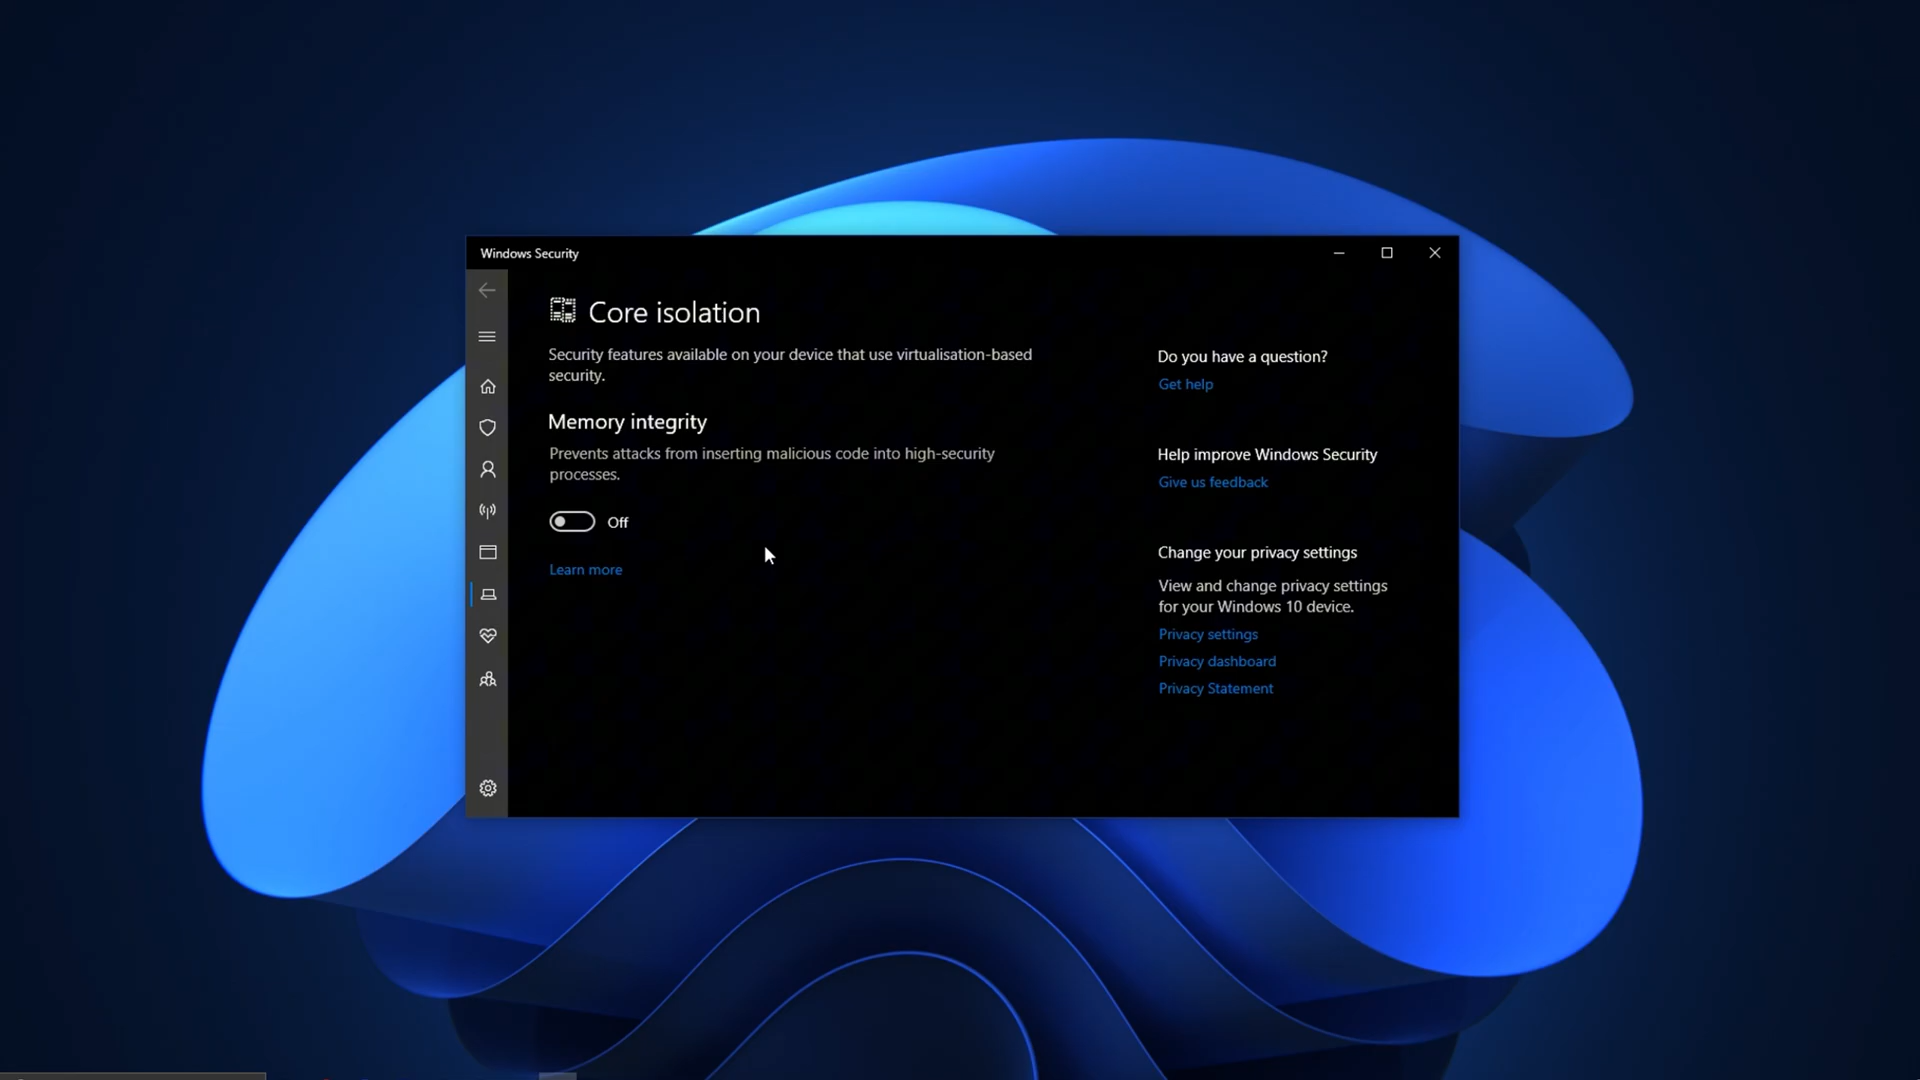 Windows Security
Core isolation
Security features available on your device that use virtualisation-based
security.
Memory integrity
Prevents attacks from inserting malicious code into high-security
processes.
Off
Learn more
Do you have a question?
Get help
Help improve Windows Security
Give us feedback
Change your privacy settings
View and change privacy settings
for your Windows 10 device.
Privacy settings
Privacy dashboard
Privacy Statement